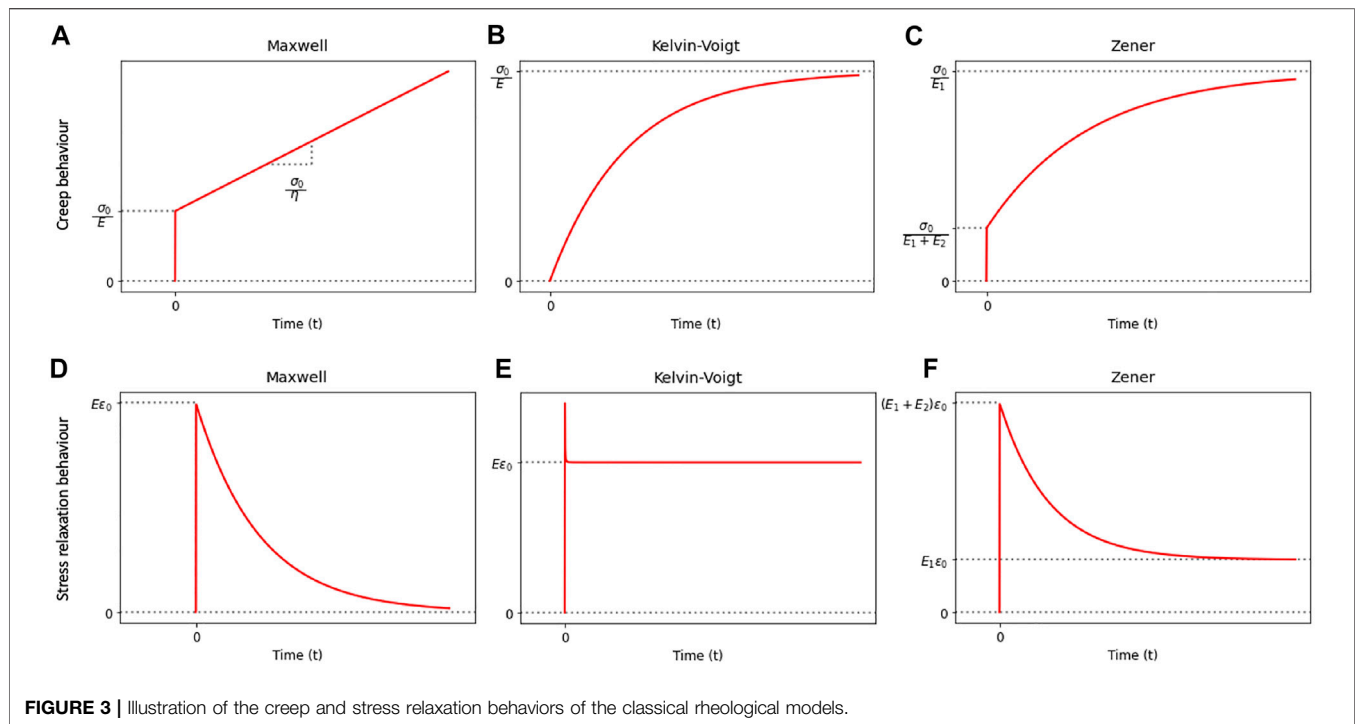 A
Maxwell
Creep behaviour
σ₀/E
σ₀/η
0
0
Time (t)
B
Kelvin-Voigt
σ₀/E
0
0
Time (t)
C
Zener
σ₀/E₁
σ₀/(E₁ + E₂)
0
0
Time (t)
D
Maxwell
Stress relaxation behaviour
Eε₀
0
0
Time (t)
E
Kelvin-Voigt
Eε₀
0
0
Time (t)
F
Zener
(E₁ + E₂)ε₀
E₁ε₀
0
0
Time (t)
FIGURE 3 | Illustration of the creep and stress relaxation behaviors of the classical rheological models.